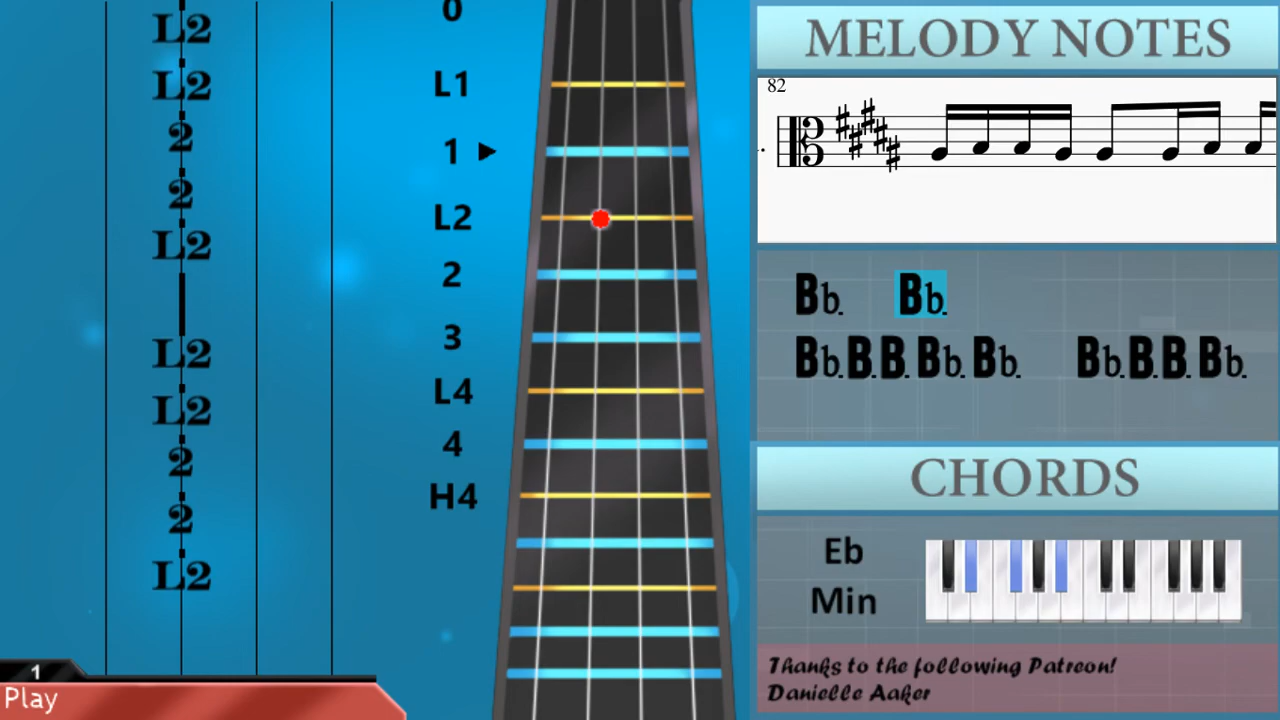 L2
L2
2
2
L2
L2
L2
2
2
L2
0
L1
1
L2
2
3
L4
4
H4
MELODY NOTES
82
Bb. Bb.
Bb. B. B. Bb. Bb. Bb. B. B. Bb.
CHORDS
Eb
Min
Thanks to the following Patreon!
Danielle Aaker
1
Play